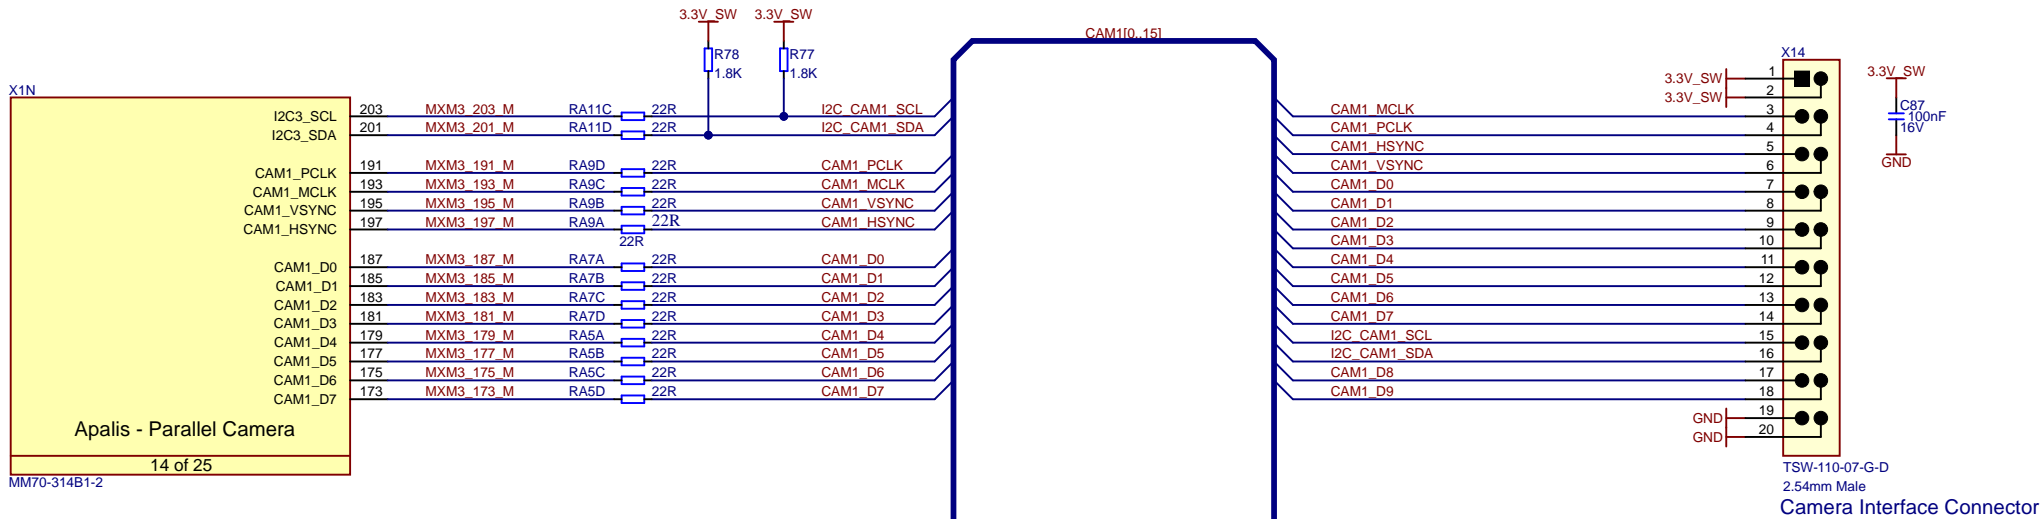 3.3V_SW 3.3V_SW
CAM1[0..15]
R78 R77
1.8K 1.8K
X1N
I2C3_SCL 203 MXM3_203_M RA11C 22R I2C_CAM1_SCL
I2C3_SDA 201 MXM3_201_M RA11D 22R I2C_CAM1_SDA
CAM1_PCLK 191 MXM3_191_M RA9D 22R CAM1_PCLK
CAM1_MCLK 193 MXM3_193_M RA9C 22R CAM1_MCLK
CAM1_VSYNC 195 MXM3_195_M RA9B 22R CAM1_VSYNC
CAM1_HSYNC 197 MXM3_197_M RA9A 22R CAM1_HSYNC
22R
CAM1_D0 187 MXM3_187_M RA7A 22R CAM1_D0
CAM1_D1 185 MXM3_185_M RA7B 22R CAM1_D1
CAM1_D2 183 MXM3_183_M RA7C 22R CAM1_D2
CAM1_D3 181 MXM3_181_M RA7D 22R CAM1_D3
CAM1_D4 179 MXM3_179_M RA5A 22R CAM1_D4
CAM1_D5 177 MXM3_177_M RA5B 22R CAM1_D5
CAM1_D6 175 MXM3_175_M RA5C 22R CAM1_D6
CAM1_D7 173 MXM3_173_M RA5D 22R CAM1_D7
Apalis - Parallel Camera
14 of 25
MM70-314B1-2
X14
3.3V_SW 1
3.3V_SW 2
CAM1_MCLK 3
CAM1_PCLK 4
CAM1_HSYNC 5
CAM1_VSYNC 6
CAM1_D0 7
CAM1_D1 8
CAM1_D2 9
CAM1_D3 10
CAM1_D4 11
CAM1_D5 12
CAM1_D6 13
CAM1_D7 14
I2C_CAM1_SCL 15
I2C_CAM1_SDA 16
CAM1_D8 17
CAM1_D9 18
GND 19
GND 20
TSW-110-07-G-D
2.54mm Male
Camera Interface Connector
3.3V_SW
C87
100nF
16V
GND